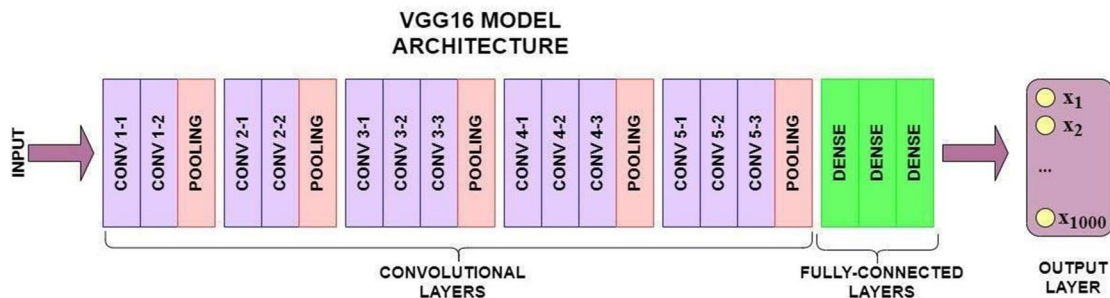 VGG16 MODEL
ARCHITECTURE
INPUT
CONV 1-1
CONV 1-2
POOLING
CONV 2-1
CONV 2-2
POOLING
CONV 3-1
CONV 3-2
CONV 3-3
POOLING
CONV 4-1
CONV 4-2
CONV 4-3
POOLING
CONV 5-1
CONV 5-2
CONV 5-3
POOLING
DENSE
DENSE
DENSE
x1
x2
...
x1000
CONVOLUTIONAL
LAYERS
FULLY-CONNECTED
LAYERS
OUTPUT
LAYER